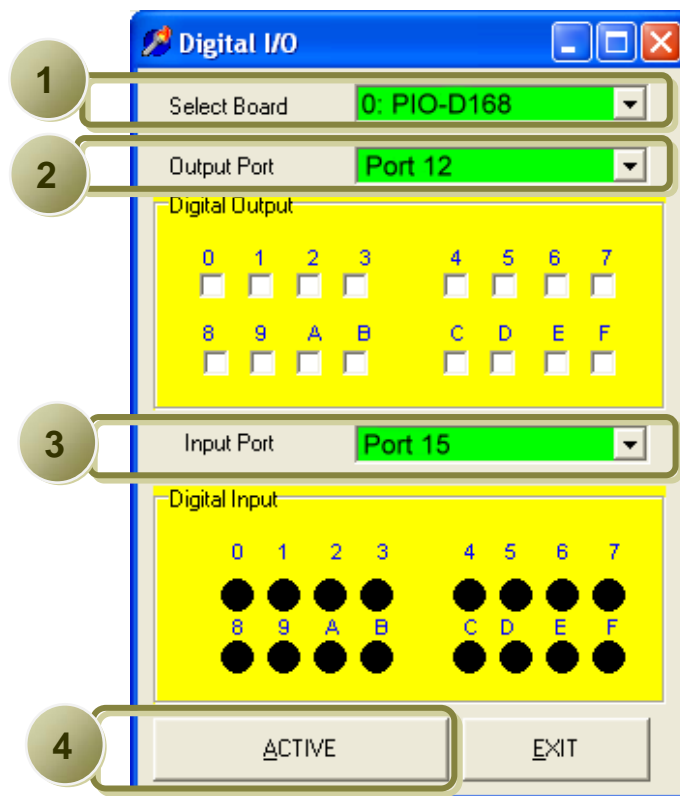 Digital I/O
1
Select Board 0: PIO-D168
2
Output Port Port 12
Digital Output
0 1 2 3 4 5 6 7
8 9 A B C D E F
3
Input Port Port 15
Digital Input
0 1 2 3 4 5 6 7
8 9 A B C D E F
4
ACTIVE EXIT